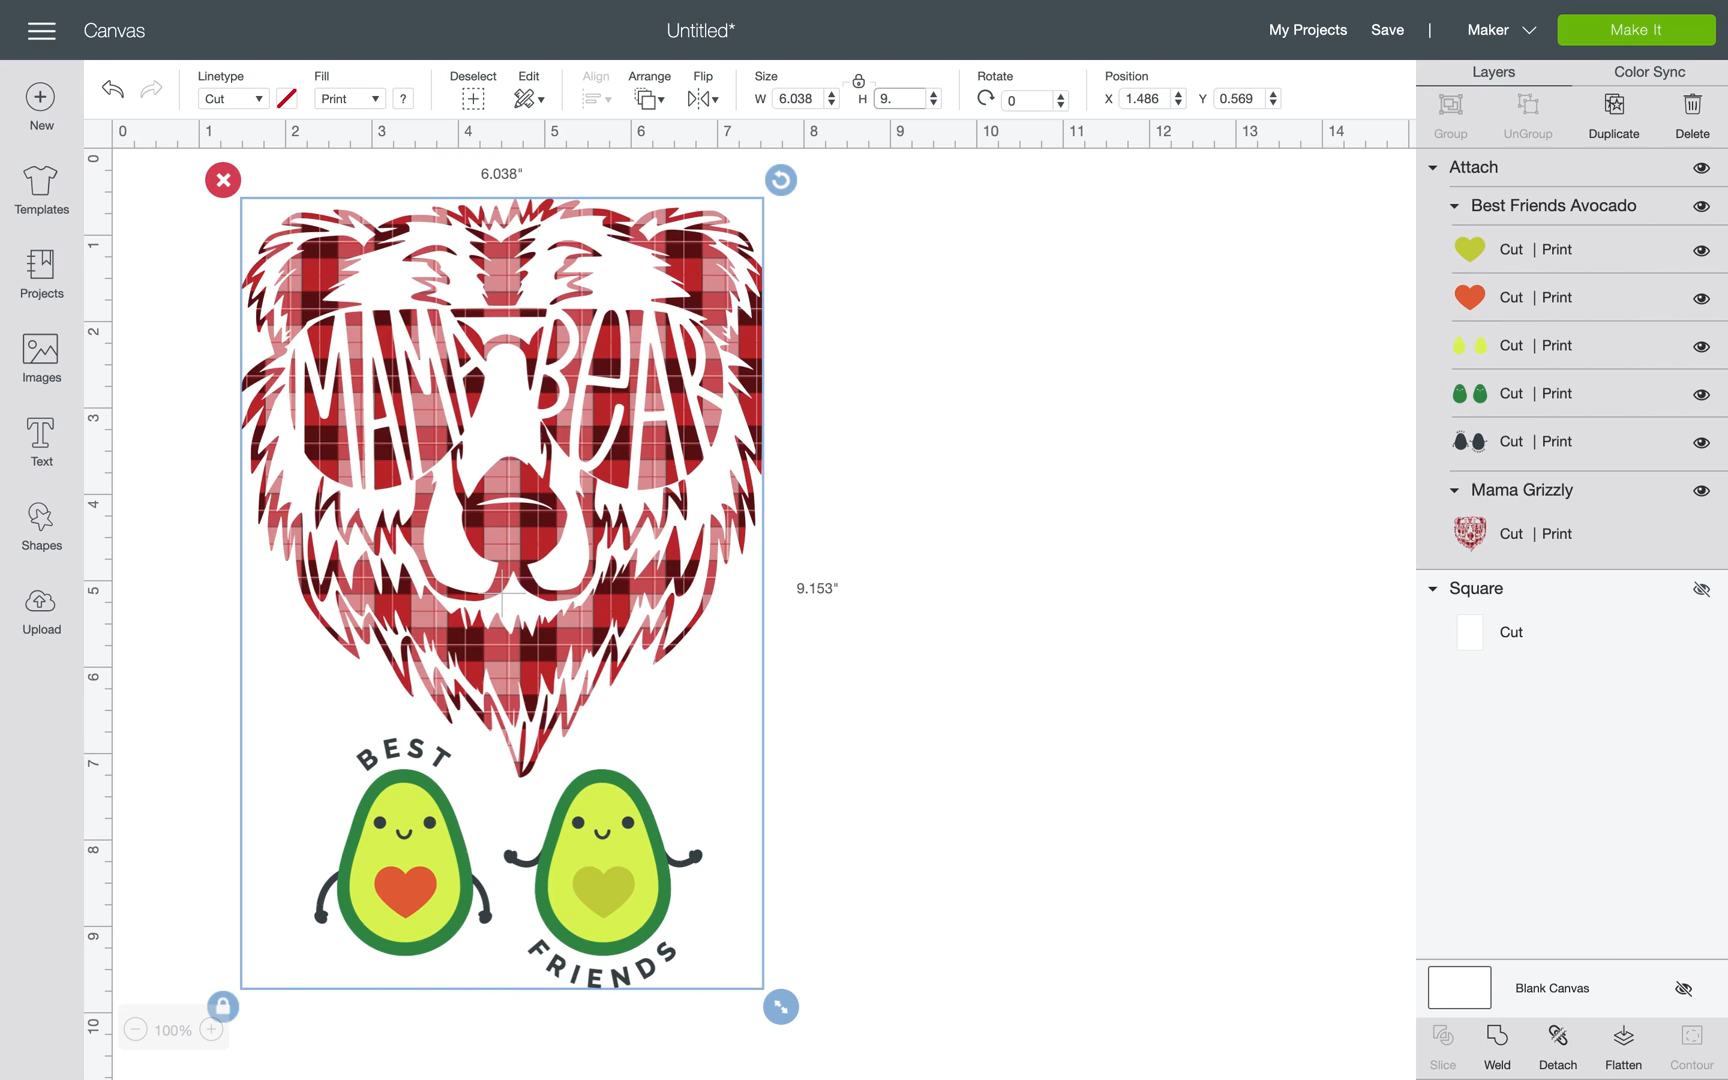 Canvas
Untitled*
My Projects
Save
|
Maker
Make It
New
Templates
Projects
Images
Text
Shapes
Upload
Linetype
Cut
Fill
Print
?
Deselect
Edit
Align
Arrange
Flip
Size
W 6.038
H 9.
Rotate
0
Position
X 1.486
Y 0.569
0 1 2 3 4 5 6 7 8 9 10 11 12 13 14
0
1
2
3
4
5
6
7
8
9
10
6.038"
9.153"
MAMA BEAR
BEST
FRIENDS
100%
Layers
Color Sync
Group
UnGroup
Duplicate
Delete
Attach
Best Friends Avocado
Cut | Print
Cut | Print
Cut | Print
Cut | Print
Cut | Print
Mama Grizzly
Cut | Print
Square
Cut
Blank Canvas
Slice
Weld
Detach
Flatten
Contour